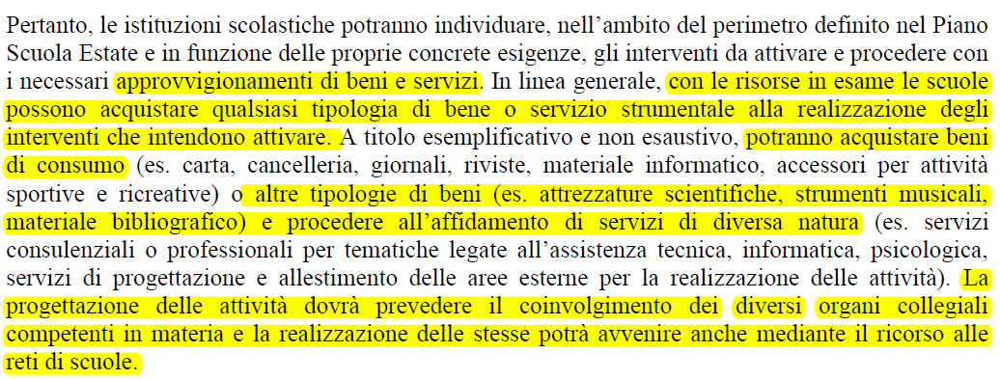 Pertanto, le istituzioni scolastiche potranno individuare, nell’ambito del perimetro definito nel Piano
Scuola Estate e in funzione delle proprie concrete esigenze, gli interventi da attivare e procedere con
i necessari approvvigionamenti di beni e servizi. In linea generale, con le risorse in esame le scuole
possono acquistare qualsiasi tipologia di bene o servizio strumentale alla realizzazione degli
interventi che intendono attivare. A titolo esemplificativo e non esaustivo, potranno acquistare beni
di consumo (es. carta, cancelleria, giornali, riviste, materiale informatico, accessori per attività
sportive e ricreative) o altre tipologie di beni (es. attrezzature scientifiche, strumenti musicali,
materiale bibliografico) e procedere all’affidamento di servizi di diversa natura (es. servizi
consulenziali o professionali per tematiche legate all’assistenza tecnica, informatica, psicologica,
servizi di progettazione e allestimento delle aree esterne per la realizzazione delle attività). La
progettazione delle attività dovrà prevedere il coinvolgimento dei diversi organi collegiali
competenti in materia e la realizzazione delle stesse potrà avvenire anche mediante il ricorso alle
reti di scuole.